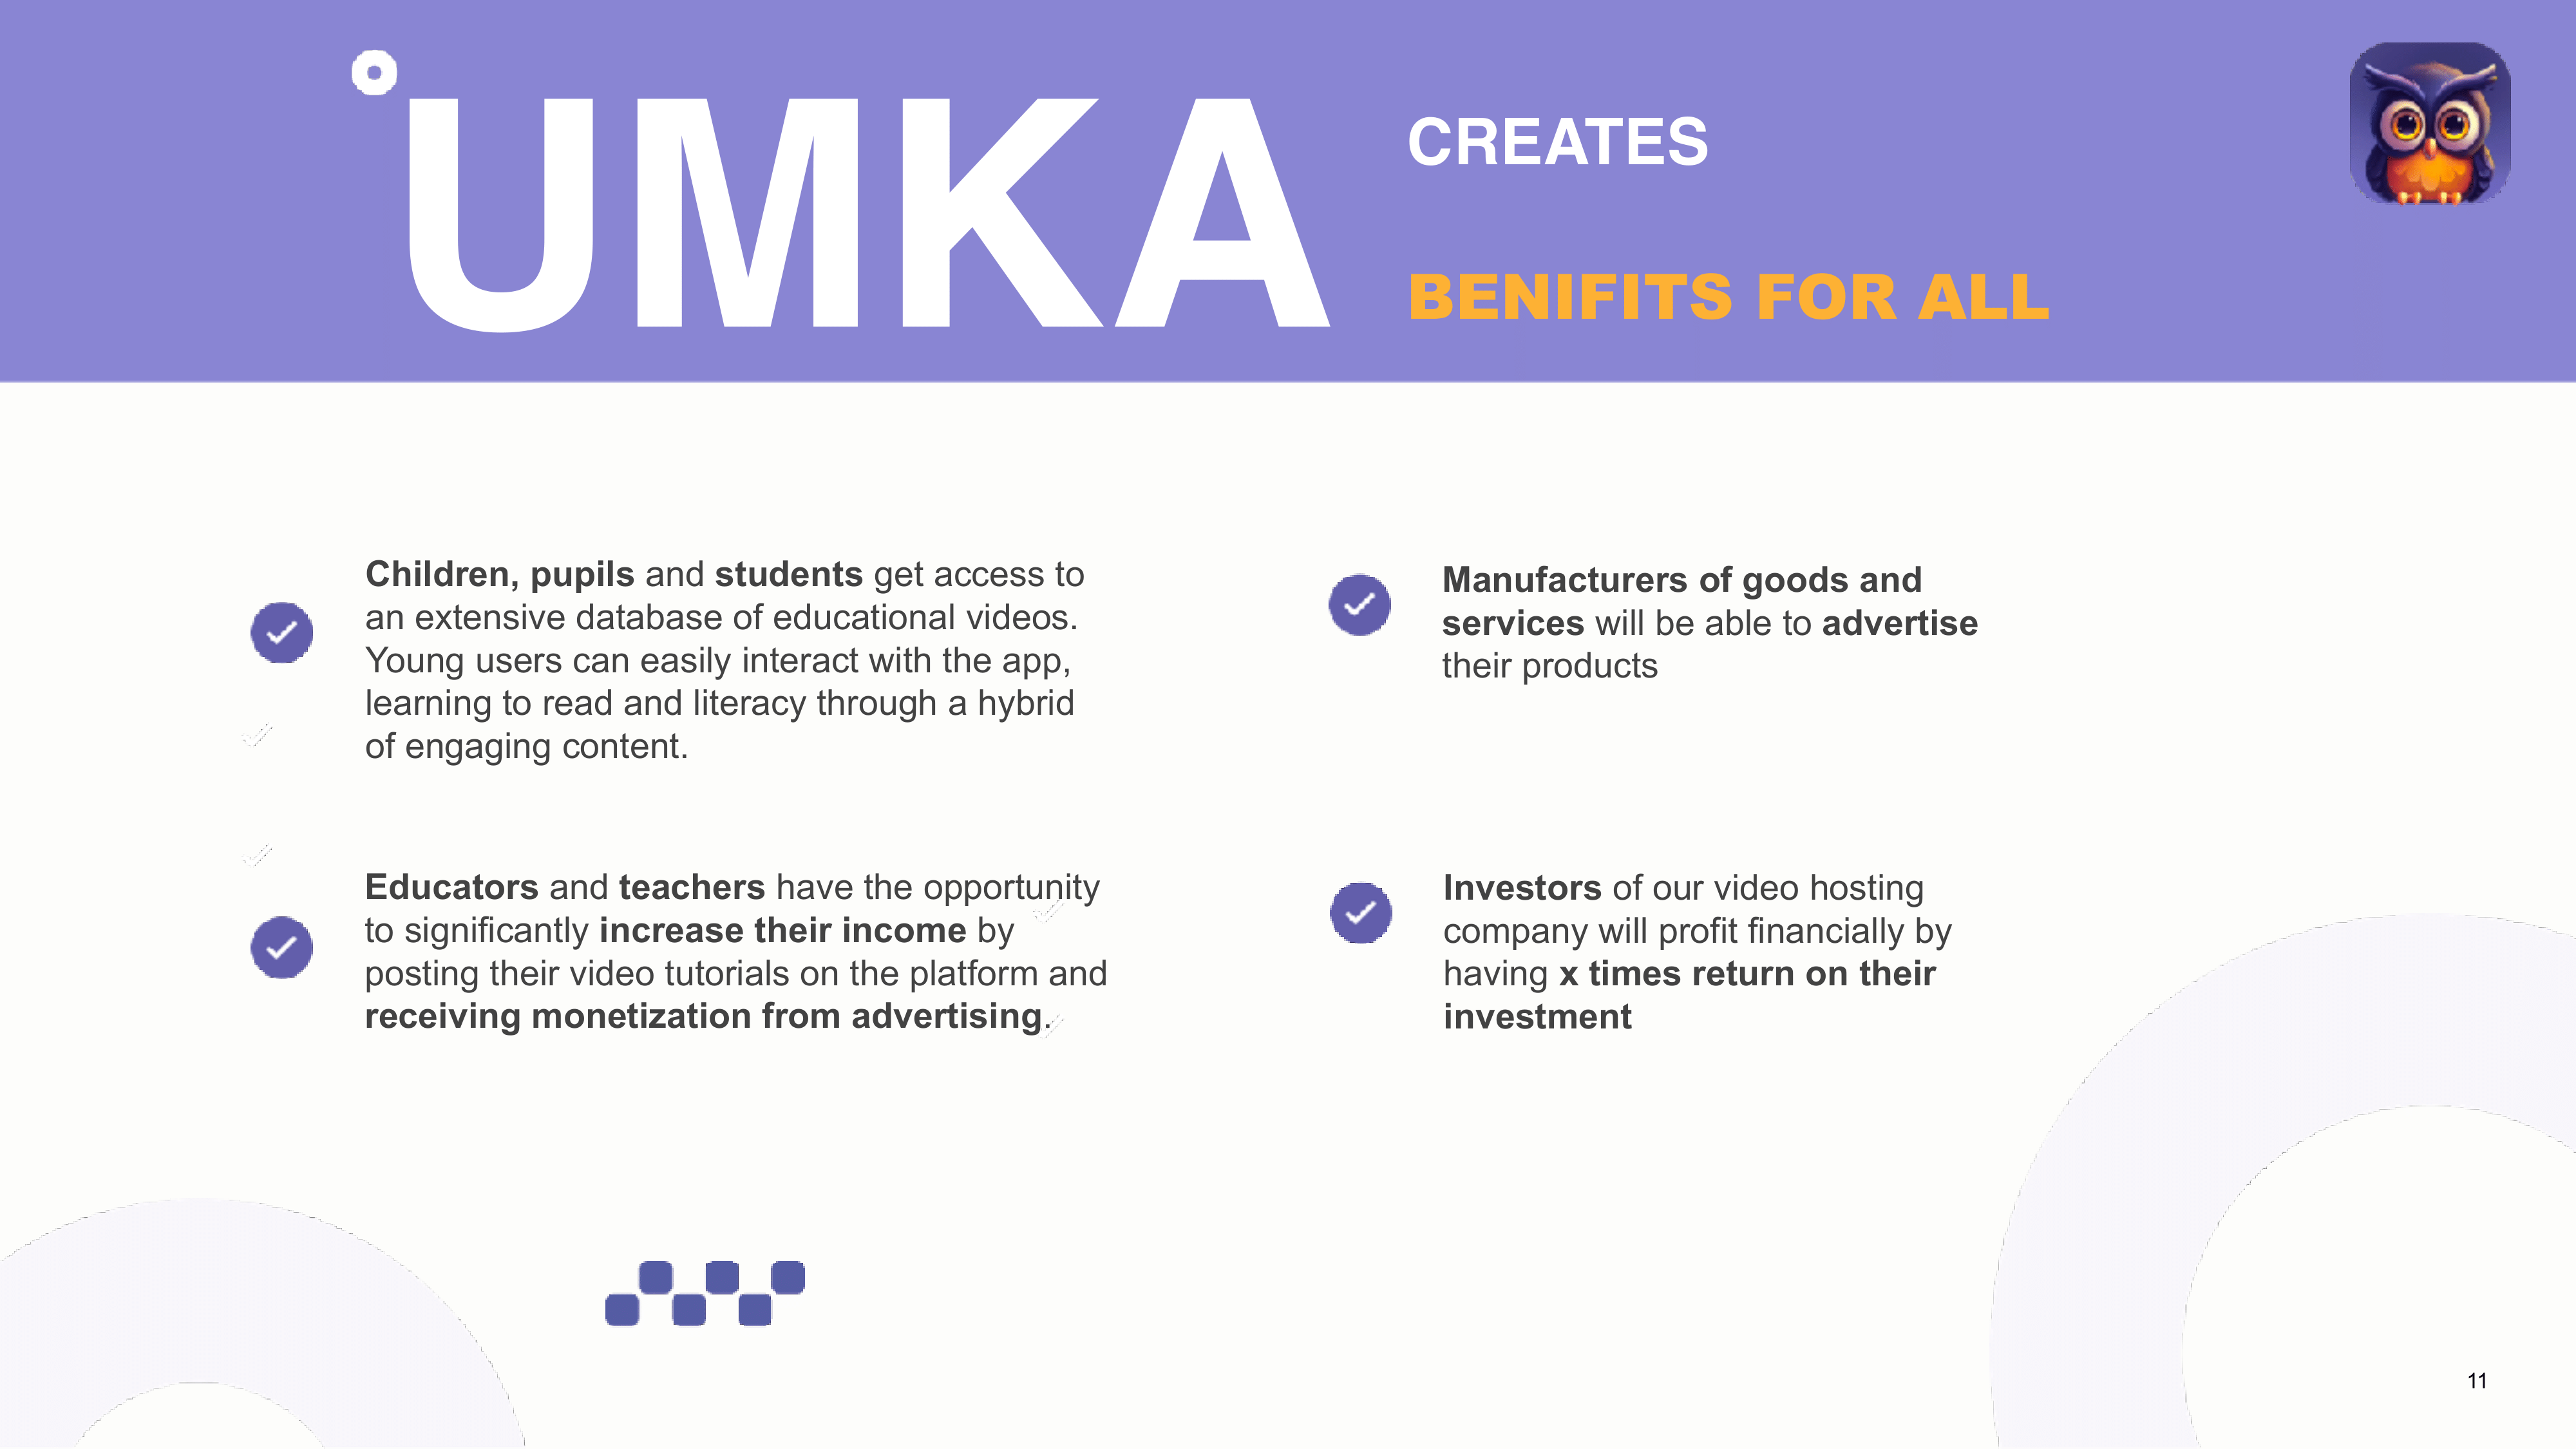 UMKA
CREATES
BENIFITS FOR ALL
Children, pupils and students get access to
an extensive database of educational videos.
Young users can easily interact with the app,
learning to read and literacy through a hybrid
of engaging content.
Educators and teachers have the opportunity
to significantly increase their income by
posting their video tutorials on the platform and
receiving monetization from advertising.
Manufacturers of goods and
services will be able to advertise
their products
Investors of our video hosting
company will profit financially by
having x times return on their
investment
11